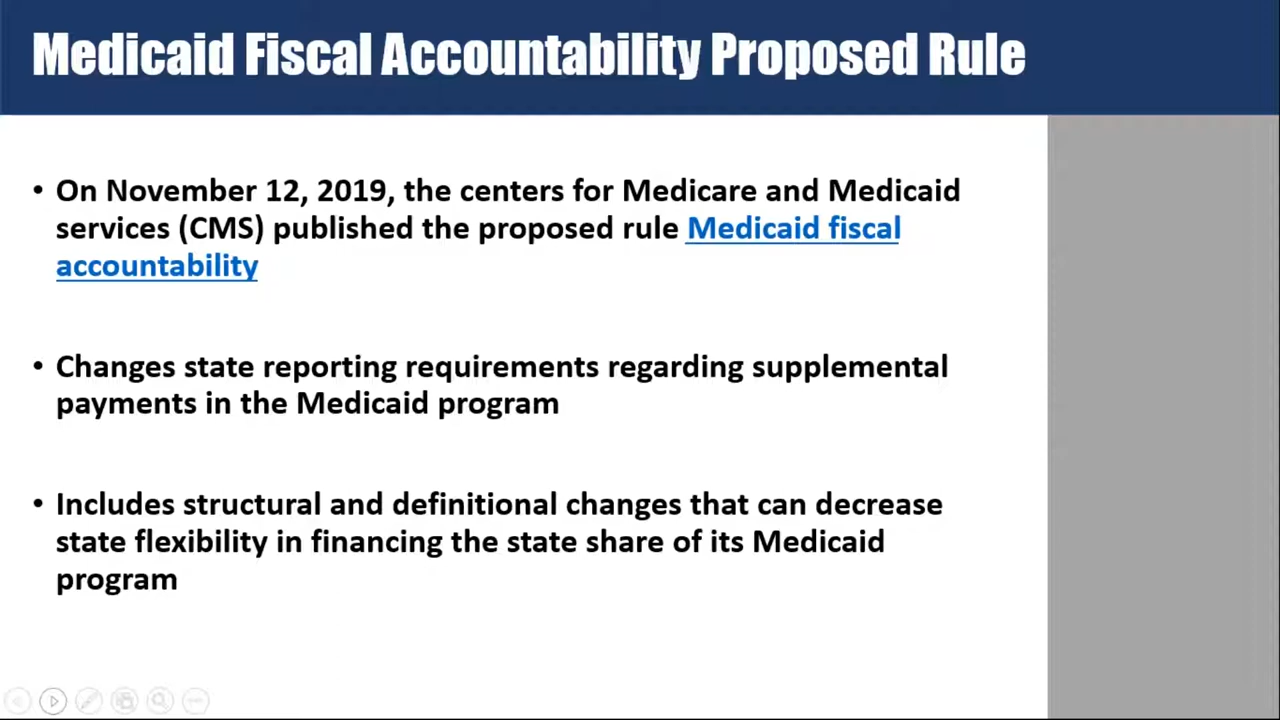 Medicaid Fiscal Accountability Proposed Rule
• On November 12, 2019, the centers for Medicare and Medicaid
services (CMS) published the proposed rule Medicaid fiscal
accountability
• Changes state reporting requirements regarding supplemental
payments in the Medicaid program
• Includes structural and definitional changes that can decrease
state flexibility in financing the state share of its Medicaid
program